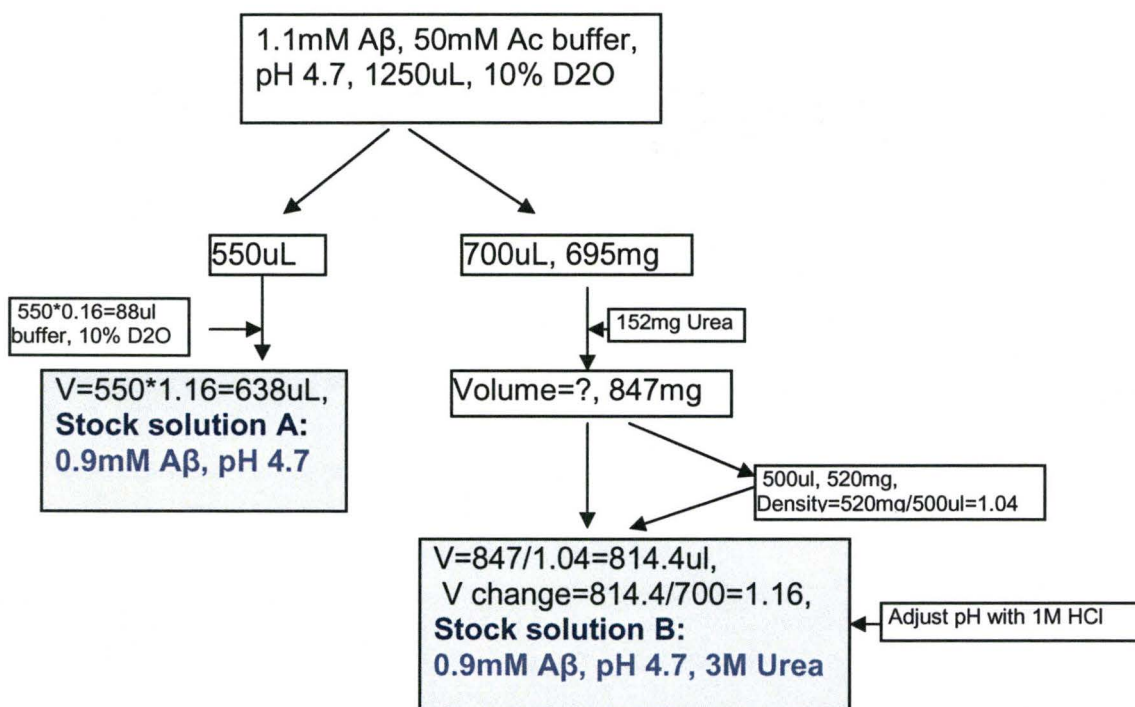 1.1mM Aβ, 50mM Ac buffer,
pH 4.7, 1250uL, 10% D2O
550uL
700uL, 695mg
550*0.16=88ul
buffer, 10% D2O
152mg Urea
V=550*1.16=638uL,
Stock solution A:
0.9mM Aβ, pH 4.7
Volume=?, 847mg
500ul, 520mg,
Density=520mg/500ul=1.04
V=847/1.04=814.4ul,
V change=814.4/700=1.16,
Stock solution B:
0.9mM Aβ, pH 4.7, 3M Urea
Adjust pH with 1M HCl